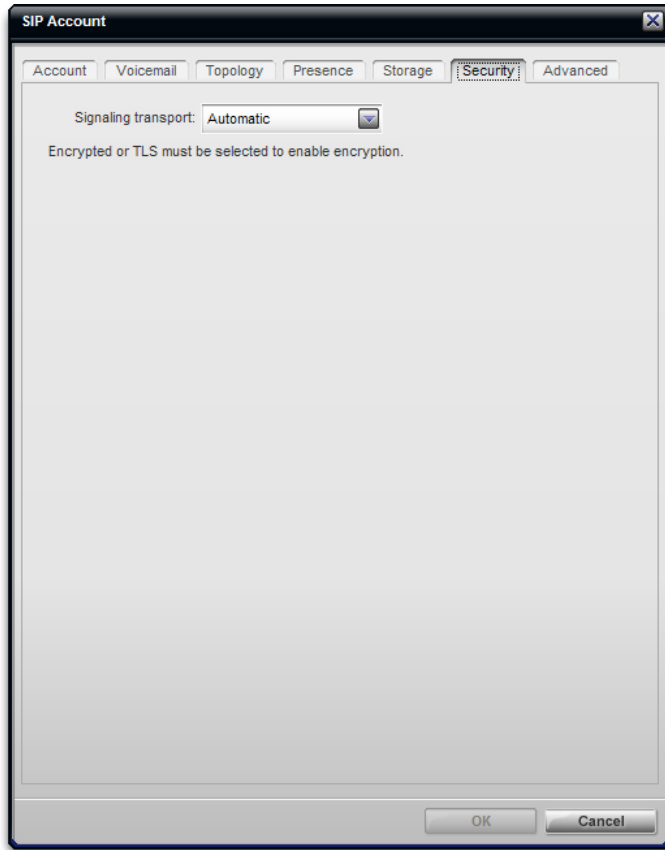 SIP Account
Account Voicemail Topology Presence Storage Security Advanced
Signaling transport: Automatic
Encrypted or TLS must be selected to enable encryption.
OK Cancel